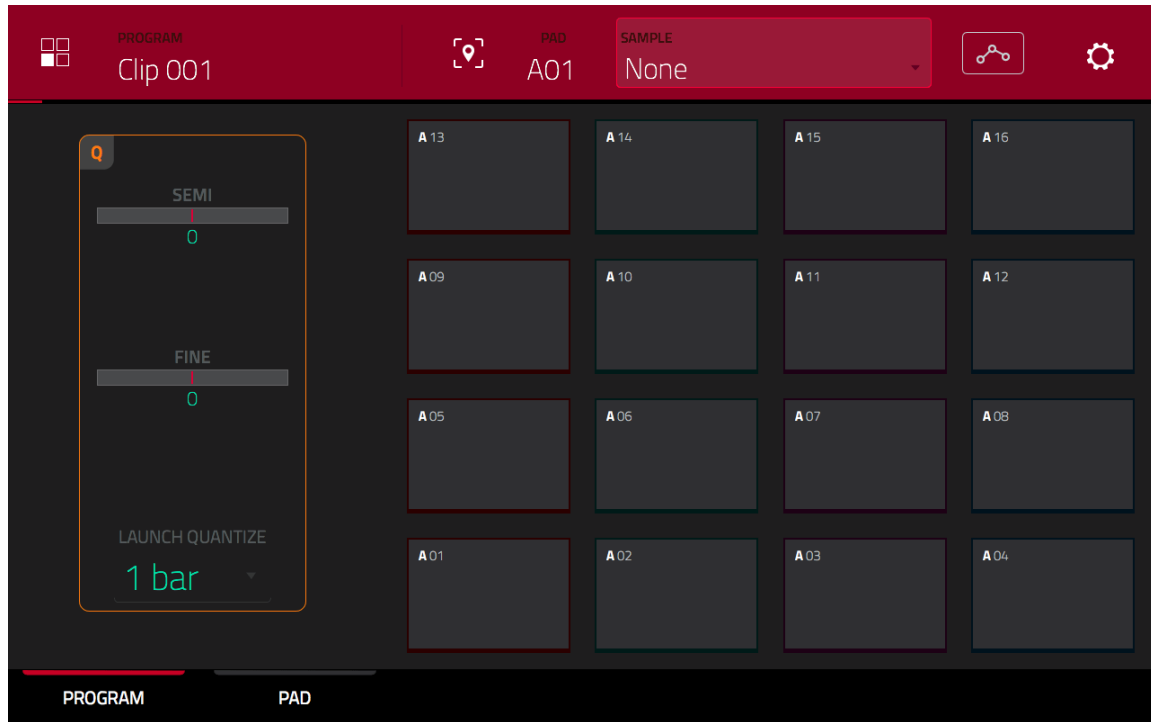 PROGRAM
Clip 001
PAD
A01
SAMPLE
None
Q
SEMI
0
FINE
0
LAUNCH QUANTIZE
1 bar
A 13
A 14
A 15
A 16
A 09
A 10
A 11
A 12
A 05
A 06
A 07
A 08
A 01
A 02
A 03
A 04
PROGRAM
PAD